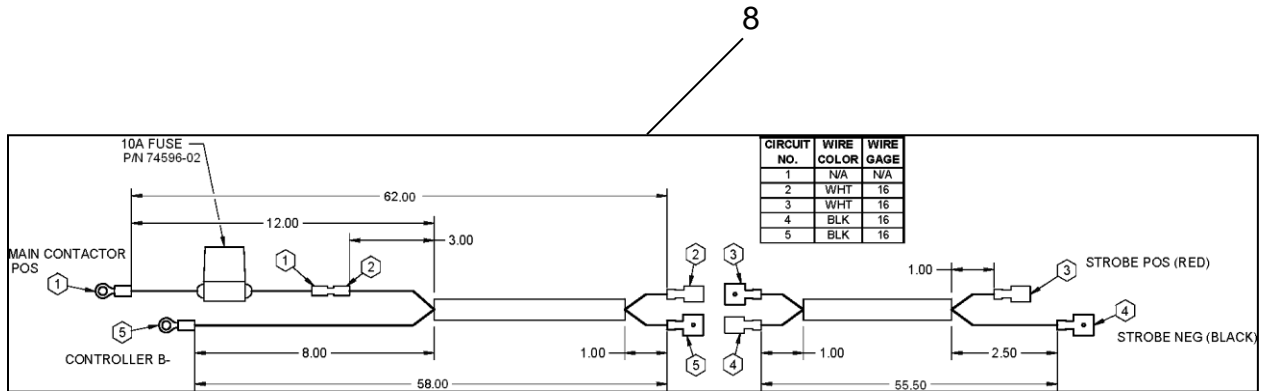 8
10A FUSE
P/N 74596-02
CIRCUIT NO. WIRE COLOR WIRE GAGE
1 N/A N/A
2 WHT 16
3 WHT 16
4 BLK 16
5 BLK 16
62.00
12.00
3.00
MAIN CONTACTOR
POS
1
1
2
2
3
1.00
3
STROBE POS (RED)
5
CONTROLLER B-
5
4
4
STROBE NEG (BLACK)
8.00
1.00
1.00
2.50
58.00
55.50